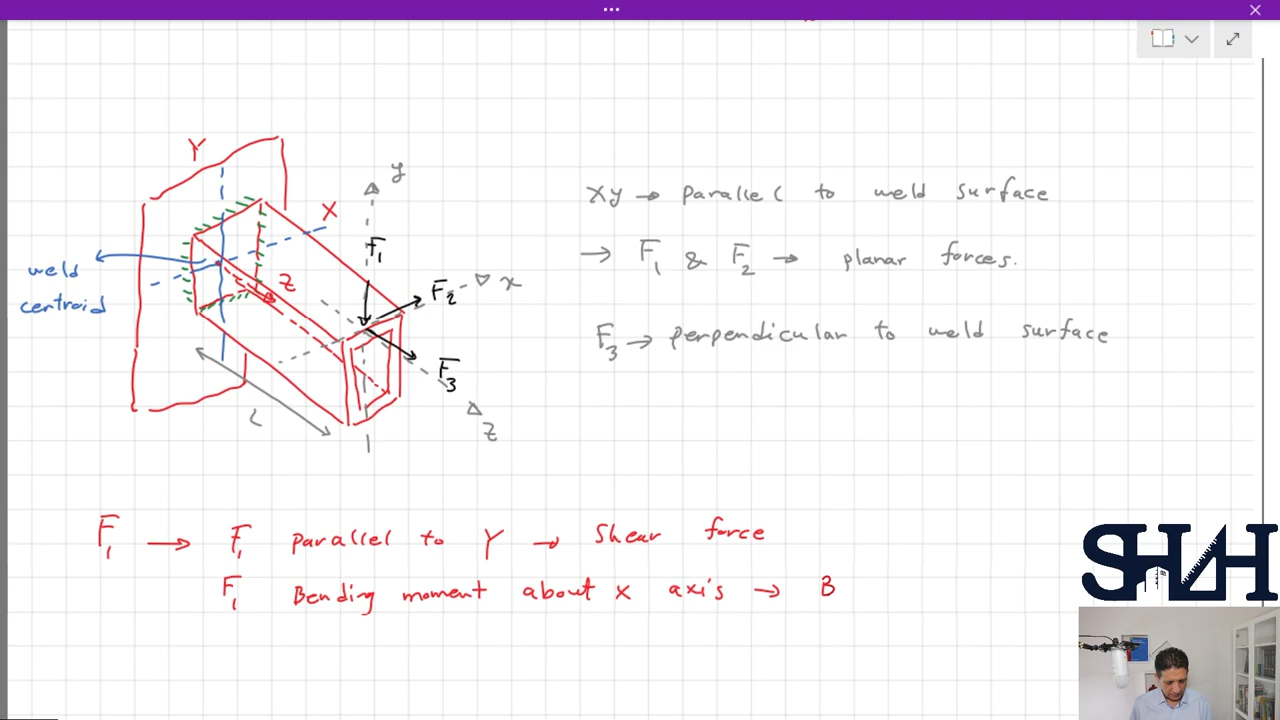 Y
y
X
F1
xy → parallel to weld surface
→ F1 & F2 → planar forces.
weld
centroid
Z
F2
x
F3 → perpendicular to weld surface
F3
L
Z
F1 → F1 parallel to Y → Shear force
F1 Bending moment about x axis → B
SHLH